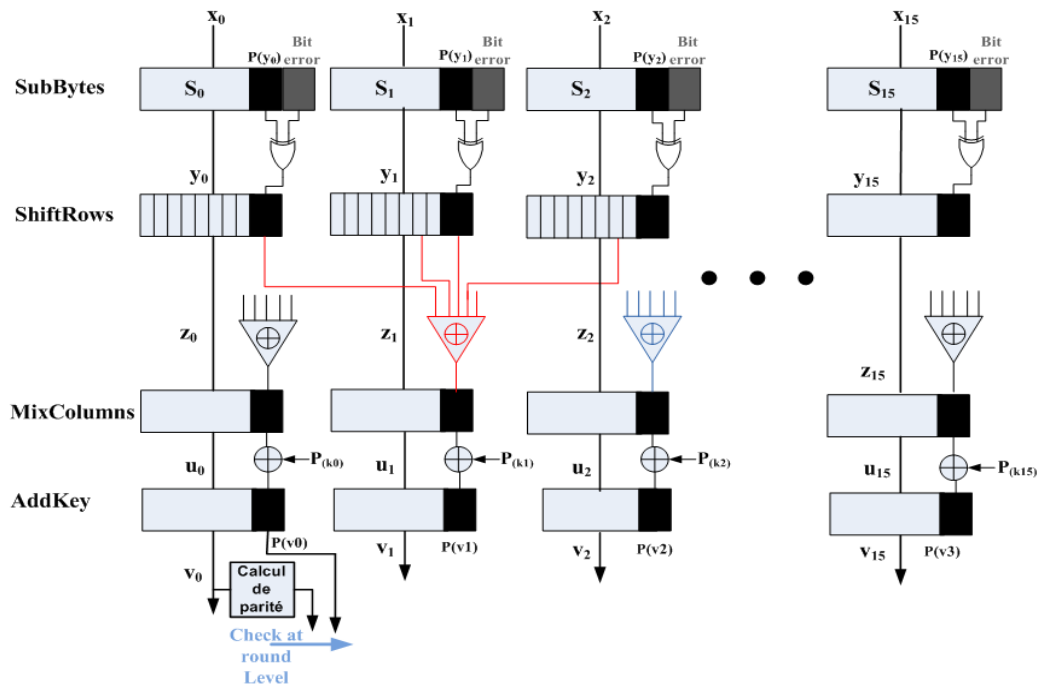 x0 x1 x2 x15
P(y0) Bit error P(y1) Bit error P(y2) Bit error P(y15) Bit error
SubBytes S0 S1 S2 S15
y0 y1 y2 y15
ShiftRows
z0 z1 z2 z15
MixColumns
u0 P(k0) u1 P(k1) u2 P(k2) u15 P(k15)
AddKey
v0 P(v0) v1 P(v1) v2 P(v2) v15 P(v3)
Calcul
de
parité
Check at
round
Level